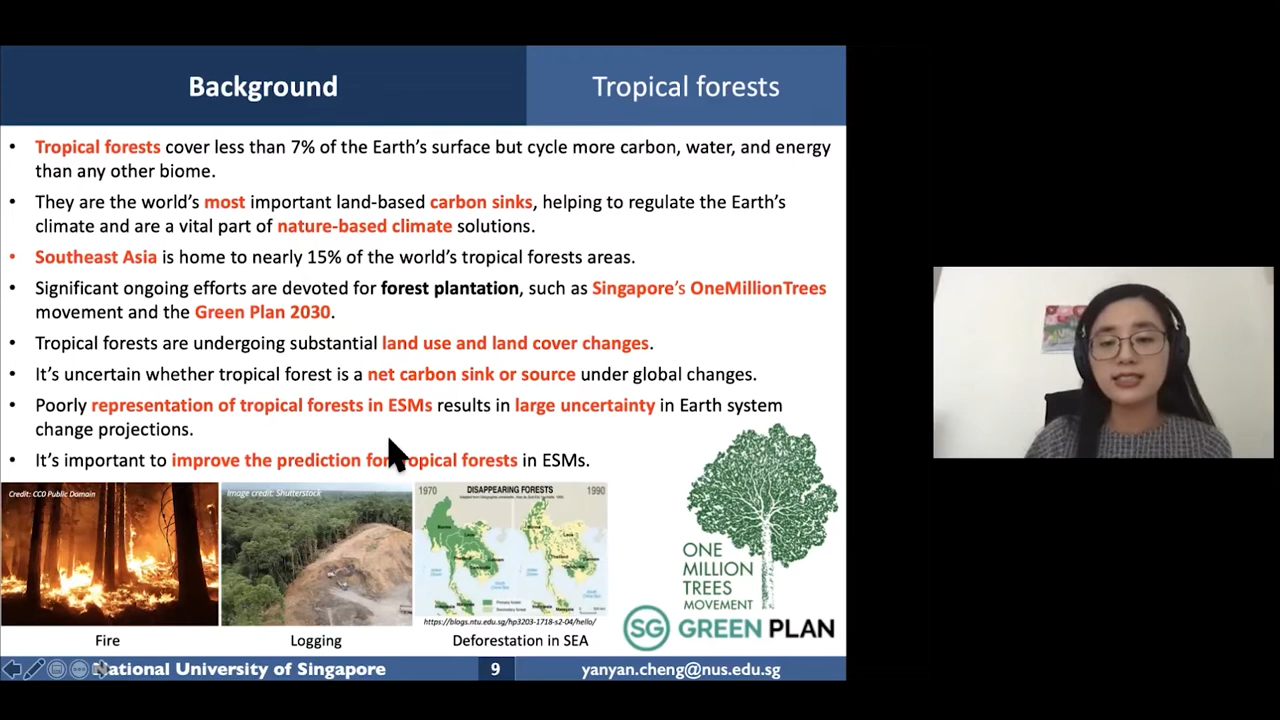 Background
Tropical forests
• Tropical forests cover less than 7% of the Earth's surface but cycle more carbon, water, and energy
than any other biome.
• They are the world's most important land-based carbon sinks, helping to regulate the Earth's
climate and are a vital part of nature-based climate solutions.
• Southeast Asia is home to nearly 15% of the world's tropical forests areas.
• Significant ongoing efforts are devoted for forest plantation, such as Singapore's OneMillionTrees
movement and the Green Plan 2030.
• Tropical forests are undergoing substantial land use and land cover changes.
• It's uncertain whether tropical forest is a net carbon sink or source under global changes.
• Poorly representation of tropical forests in ESMs results in large uncertainty in Earth system
change projections.
• It's important to improve the prediction for tropical forests in ESMs.
Credit: CC0 Public Domain
Image credit: Shutterstock
1970
DISAPPEARING FORESTS
1990
https://blogs.ntu.edu.sg/hp3203-1718-s2-04/hello/
ONE
MILLION
TREES
MOVEMENT
SG GREEN PLAN
Fire
Logging
Deforestation in SEA
National University of Singapore
9
yanyan.cheng@nus.edu.sg